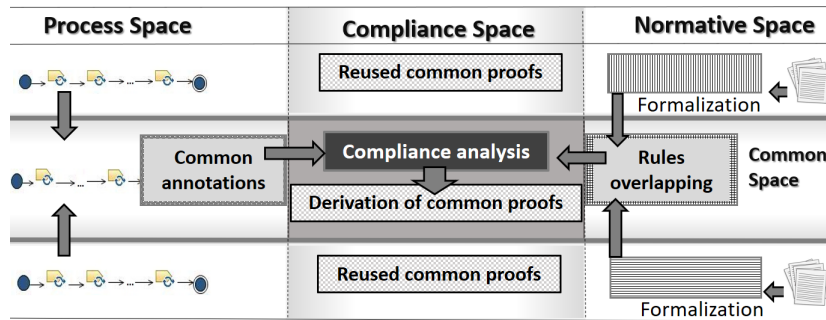 Process Space
Compliance Space
Normative Space
Reused common proofs
Formalization
Common
annotations
Compliance analysis
Rules
overlapping
Common
Space
Derivation of common proofs
Reused common proofs
Formalization